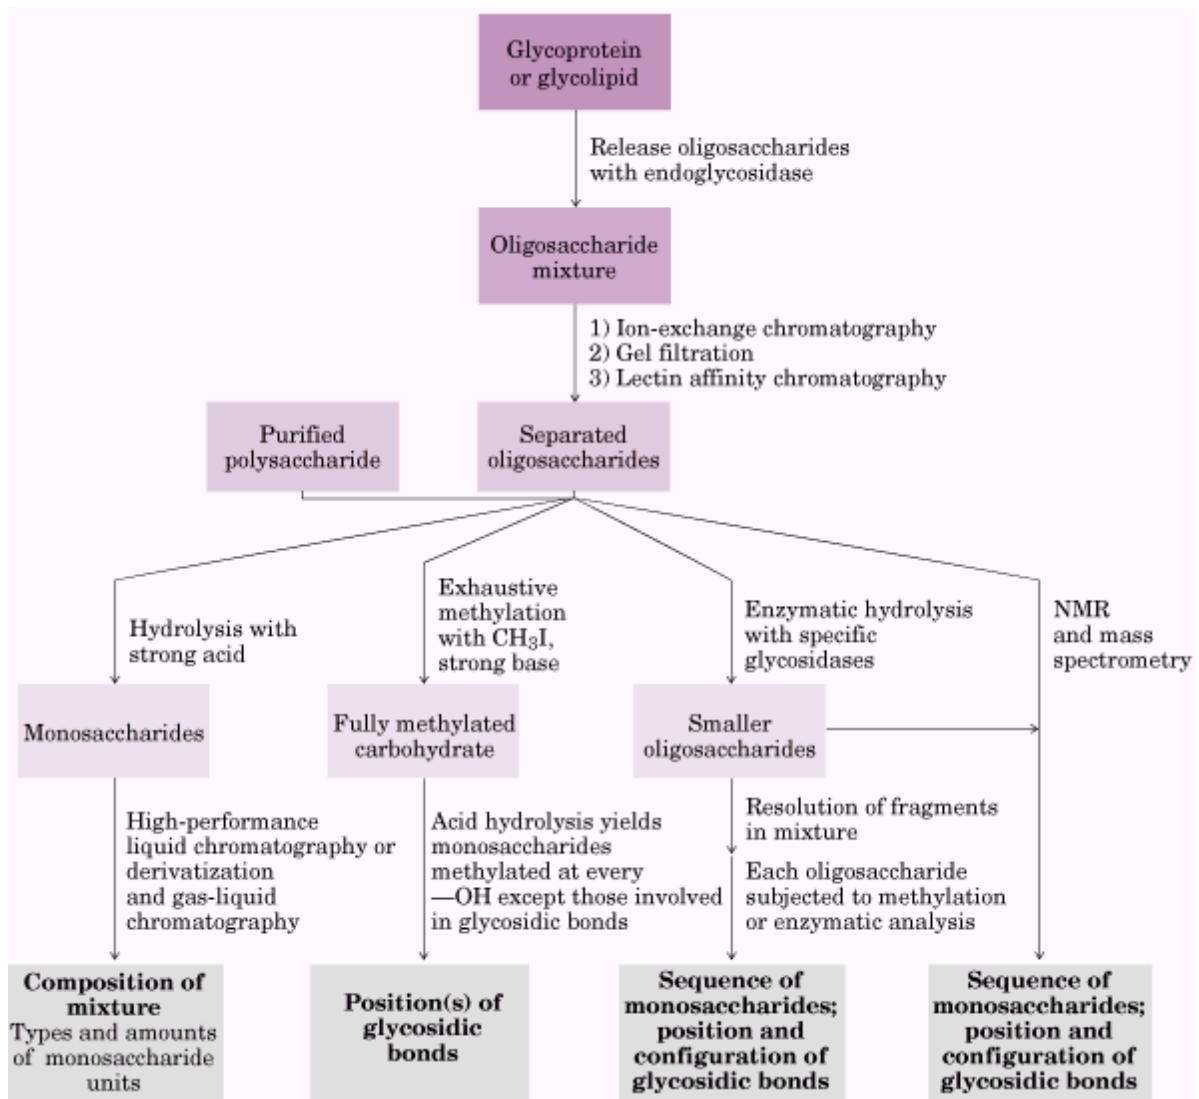 Glycoprotein
or glycolipid
Release oligosaccharides
with endoglycosidase
Oligosaccharide
mixture
1) Ion-exchange chromatography
2) Gel filtration
3) Lectin affinity chromatography
Purified
polysaccharide
Separated
oligosaccharides
Hydrolysis with
strong acid
Exhaustive
methylation
with CH₃I,
strong base
Enzymatic hydrolysis
with specific
glycosidases
NMR
and mass
spectrometry
Monosaccharides
Fully methylated
carbohydrate
Smaller
oligosaccharides
High-performance
liquid chromatography or
derivatization
and gas-liquid
chromatography
Acid hydrolysis yields
monosaccharides
methylated at every
—OH except those involved
in glycosidic bonds
Resolution of fragments
in mixture
Each oligosaccharide
subjected to methylation
or enzymatic analysis
Composition of
mixture
Types and amounts
of monosaccharide
units
Position(s) of
glycosidic
bonds
Sequence of
monosaccharides;
position and
configuration of
glycosidic bonds
Sequence of
monosaccharides;
position and
configuration of
glycosidic bonds